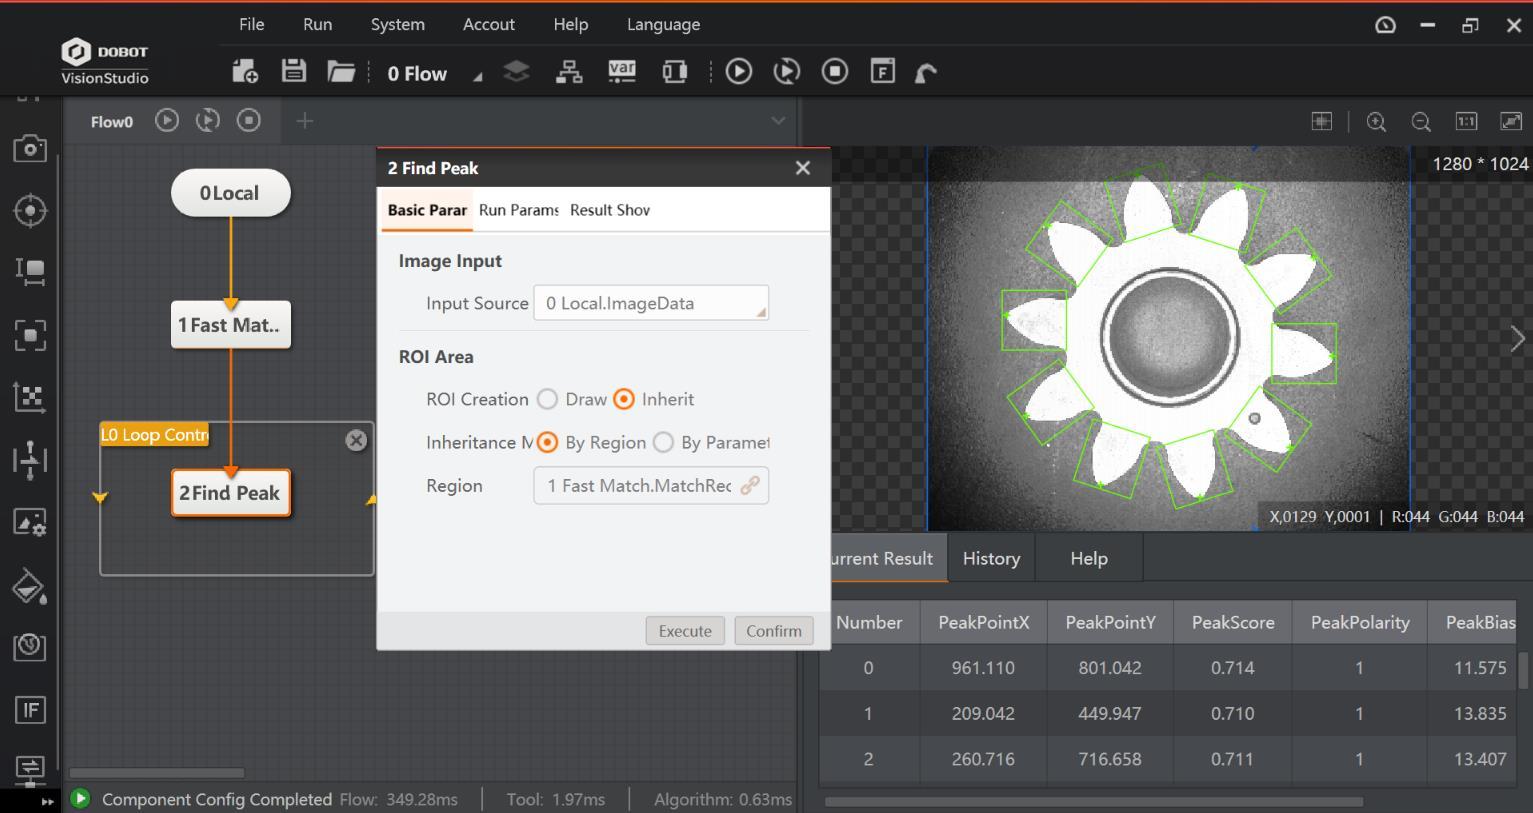 File Run System Accout Help Language
DOBOT
VisionStudio
0 Flow
var
F
Flow0
1:1
1280 * 1024
0Local
1Fast Mat..
L0 Loop Contr
2Find Peak
IF
2 Find Peak
Basic Parar Run Params Result Shov
Image Input
Input Source 0 Local.ImageData
ROI Area
ROI Creation Draw Inherit
Inheritance M By Region By Paramet
Region 1 Fast Match.MatchRec
Execute Confirm
X,0129 Y,0001 | R:044 G:044 B:044
urrent Result History Help
Number PeakPointX PeakPointY PeakScore PeakPolarity PeakBias
0 961.110 801.042 0.714 1 11.575
1 209.042 449.947 0.710 1 13.835
2 260.716 716.658 0.711 1 13.407
Component Config Completed Flow: 349.28ms Tool: 1.97ms Algorithm: 0.63ms